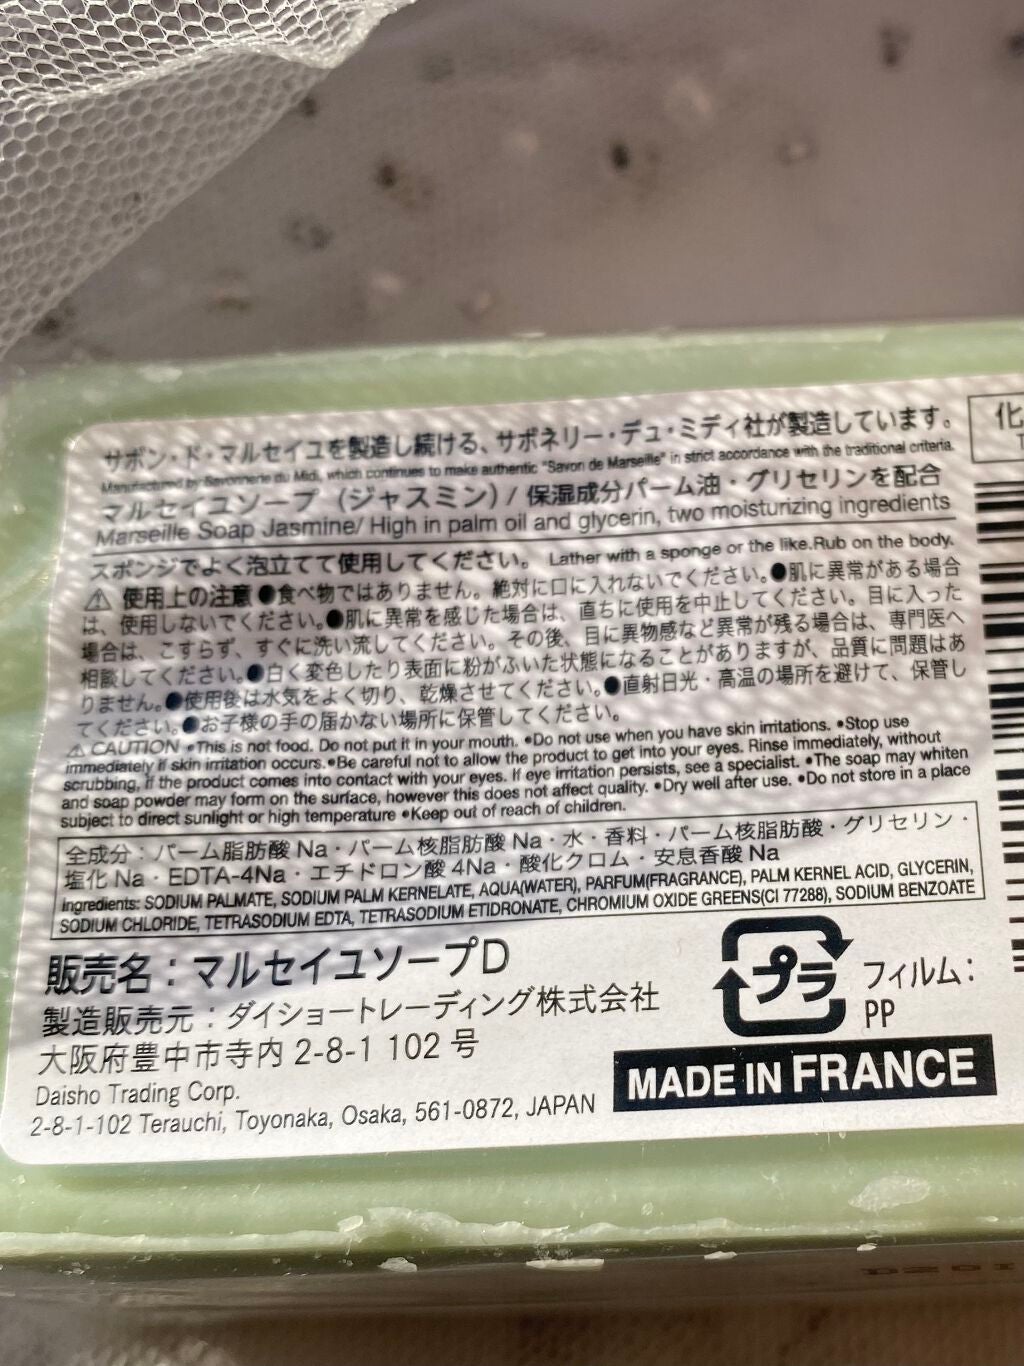 サボン・ド・マルセイユを製造し続ける、サボネリー・デュ・ミディ社が製造しています。
Manufactured by Savonnerie du Midi, which continues to make authentic "Savon de Marseille" in strict accordance with the traditional criteria.
マルセイユソープ (ジャスミン) / 保湿成分パーム油・グリセリンを配合
Marseille Soap Jasmine/ High in palm oil and glycerin, two moisturizing ingredients
スポンジでよく泡立てて使用してください。 Lather with a sponge or the like.Rub on the body.
⚠ 使用上の注意 ●食べ物ではありません。絶対に口に入れないでください。●肌に異常がある場合
は、使用しないでください。●肌に異常を感じた場合は、直ちに使用を中止してください。目に入った
場合は、こすらず、すぐに洗い流してください。その後、目に異物感など異常が残る場合は、専門医へ
相談してください。●白く変色したり表面に粉がふいた状態になることがありますが、品質に問題はあ
りません。●使用後は水気をよく切り、乾燥させてください。●直射日光・高温の場所を避けて、保管し
てください。●お子様の手の届かない場所に保管してください。
⚠ CAUTION •This is not food. Do not put it in your mouth. •Do not use when you have skin irritations. •Stop use
immediately if skin irritation occurs.•Be careful not to allow the product to get into your eyes. Rinse immediately, without
scrubbing, if the product comes into contact with your eyes. If eye irritation persists, see a specialist. •The soap may whiten
and soap powder may form on the surface, however this does not affect quality. •Dry well after use. •Do not store in a place
subject to direct sunlight or high temperature •Keep out of reach of children.
全成分：パーム脂肪酸 Na・パーム核脂肪酸 Na・水・香料・パーム核脂肪酸・グリセリン・
塩化 Na・EDTA-4Na・エチドロン酸 4Na・酸化クロム・安息香酸 Na
Ingredients: SODIUM PALMATE, SODIUM PALM KERNELATE, AQUA(WATER), PARFUM(FRAGRANCE), PALM KERNEL ACID, GLYCERIN,
SODIUM CHLORIDE, TETRASODIUM EDTA, TETRASODIUM ETIDRONATE, CHROMIUM OXIDE GREENS(CI 77288), SODIUM BENZOATE
販売名：マルセイユソープD
製造販売元：ダイショートレーディング株式会社
大阪府豊中市寺内 2-8-1 102 号
Daisho Trading Corp.
2-8-1-102 Terauchi, Toyonaka, Osaka, 561-0872, JAPAN
プラ
フィルム：
PP
MADE IN FRANCE
化